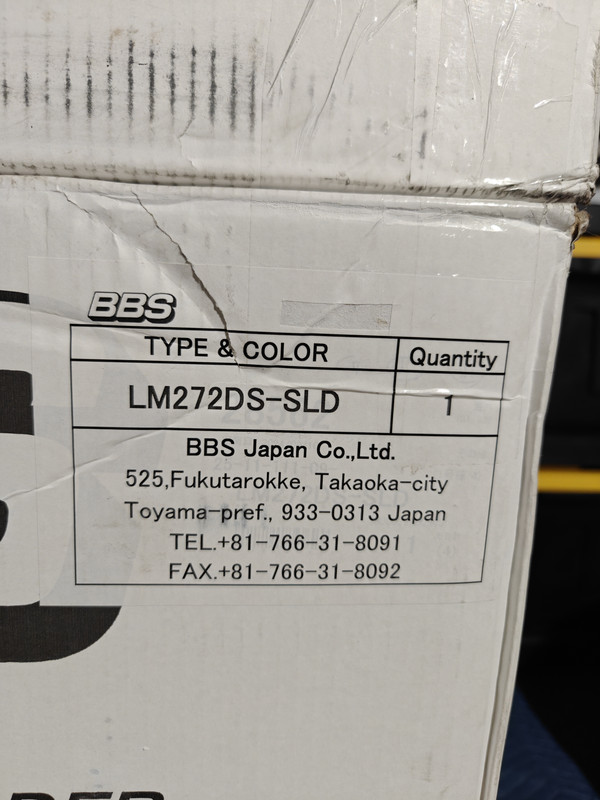 BBS
TYPE & COLOR Quantity
LM272DS-SLD 1
BBS Japan Co.,Ltd.
525,Fukutarokke, Takaoka-city
Toyama-pref., 933-0313 Japan
TEL.+81-766-31-8091
FAX.+81-766-31-8092